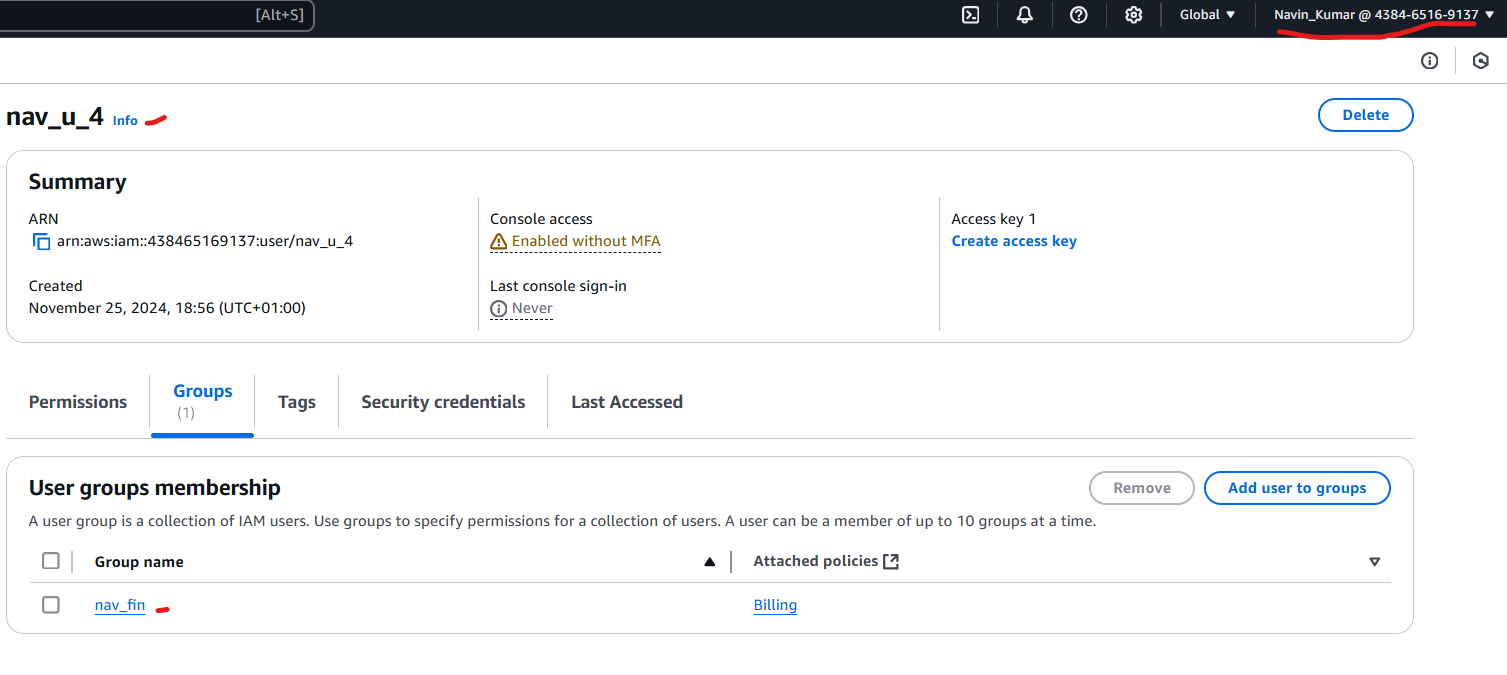 [Alt+S]
Global ▼
Navin_Kumar @ 4384-6516-9137 ▼
nav_u_4 Info
Delete
Summary
ARN
arn:aws:iam::438465169137:user/nav_u_4
Created
November 25, 2024, 18:56 (UTC+01:00)
Console access
Enabled without MFA
Last console sign-in
Never
Access key 1
Create access key
Permissions
Groups
(1)
Tags
Security credentials
Last Accessed
User groups membership
Remove
Add user to groups
A user group is a collection of IAM users. Use groups to specify permissions for a collection of users. A user can be a member of up to 10 groups at a time.
Group name
Attached policies
nav_fin
Billing